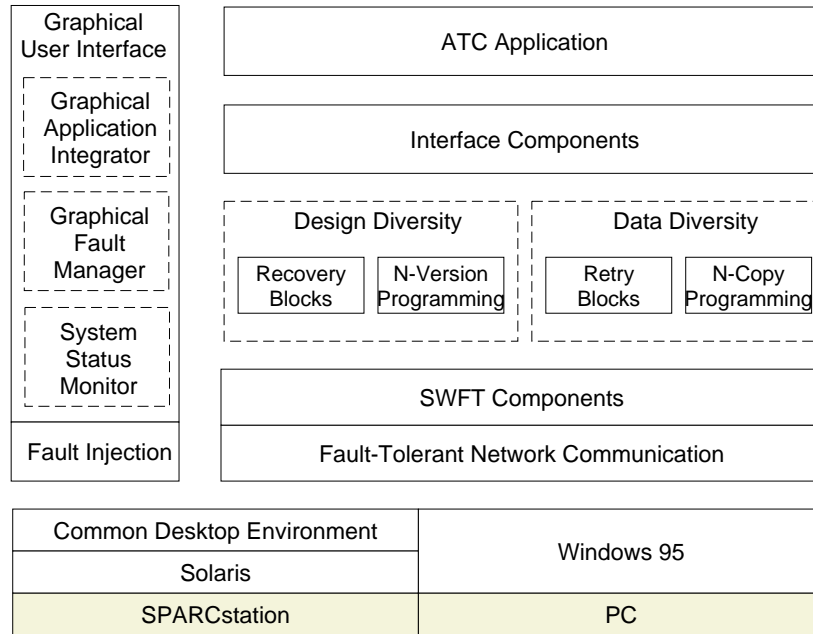 Graphical
User Interface
Graphical
Application
Integrator
Graphical
Fault
Manager
System
Status
Monitor
Fault Injection
ATC Application
Interface Components
Design Diversity
Recovery
Blocks
N-Version
Programming
Data Diversity
Retry
Blocks
N-Copy
Programming
SWFT Components
Fault-Tolerant Network Communication
Common Desktop Environment
Solaris
SPARCstation
Windows 95
PC